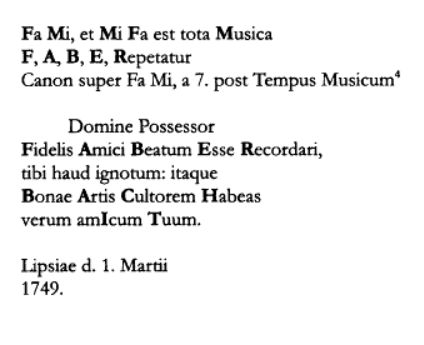 Fa Mi, et Mi Fa est tota Musica
F, A, B, E, Repetatur
Canon super Fa Mi, a 7. post Tempus Musicum⁴
Domine Possessor
Fidelis Amici Beatum Esse Recordari,
tibi haud ignotum: itaque
Bonae Artis Cultorem Habeas
verum amIcum Tuum.
Lipsiae d. 1. Martii
1749.